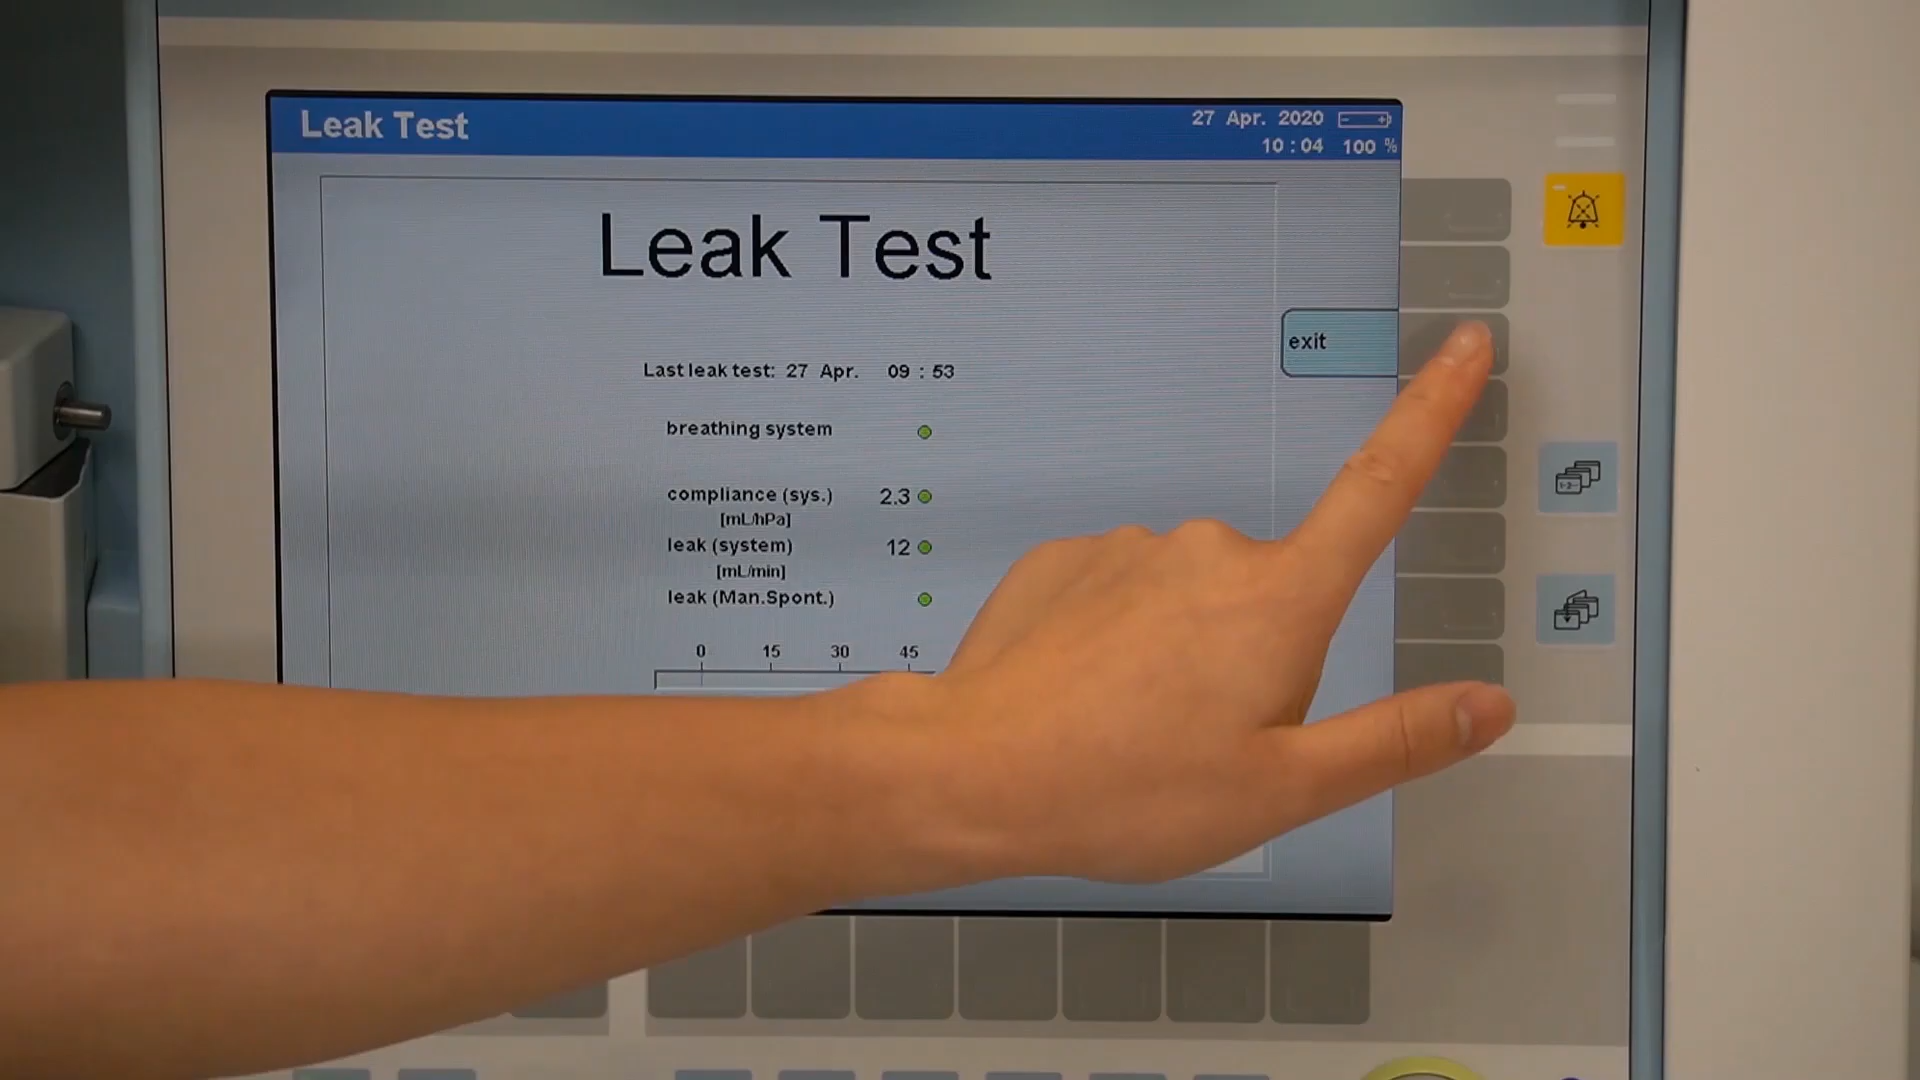 Leak Test
27 Apr. 2020
10 : 04 100 %
Leak Test
exit
Last leak test: 27 Apr. 09 : 53
breathing system
compliance (sys.) 2.3
[mL/hPa]
leak (system) 12
[mL/min]
leak (Man.Spont.)
0 15 30 45